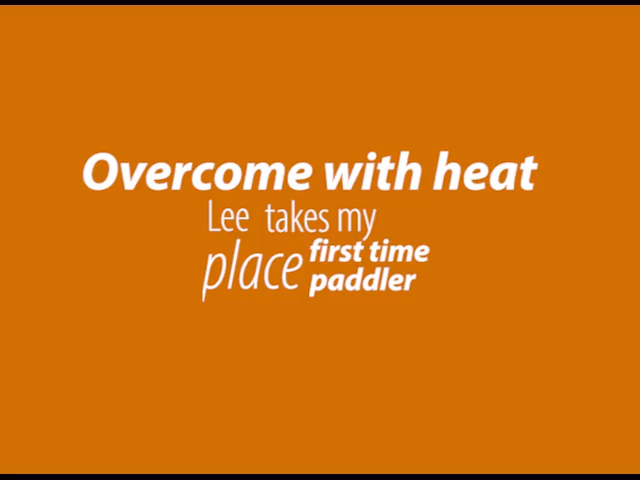 Overcome with heat
Lee takes my
place first time
paddler